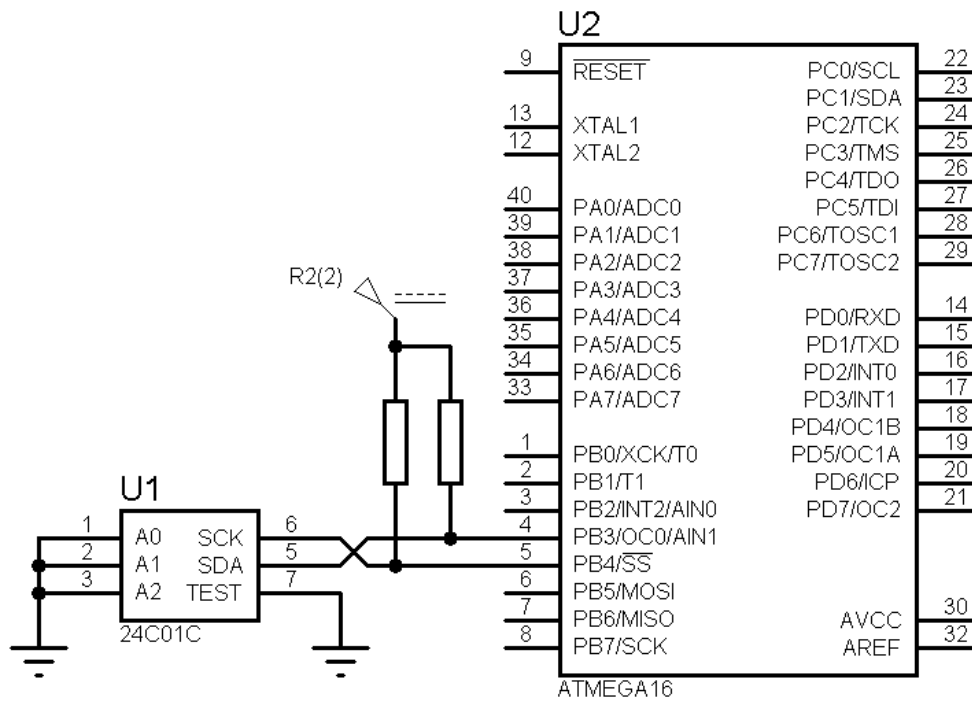 U2
9 RESET PC0/SCL 22
PC1/SDA 23
13 XTAL1 PC2/TCK 24
12 XTAL2 PC3/TMS 25
PC4/TDO 26
40 PA0/ADC0 PC5/TDI 27
39 PA1/ADC1 PC6/TOSC1 28
38 PA2/ADC2 PC7/TOSC2 29
37 PA3/ADC3
36 PA4/ADC4 PD0/RXD 14
35 PA5/ADC5 PD1/TXD 15
34 PA6/ADC6 PD2/INT0 16
33 PA7/ADC7 PD3/INT1 17
PD4/OC1B 18
1 PB0/XCK/T0 PD5/OC1A 19
2 PB1/T1 PD6/ICP 20
3 PB2/INT2/AIN0 PD7/OC2 21
4 PB3/OC0/AIN1
5 PB4/SS
6 PB5/MOSI
7 PB6/MISO AVCC 30
8 PB7/SCK AREF 32
ATMEGA16
R2(2)
U1
1 A0 SCK 6
2 A1 SDA 5
3 A2 TEST 7
24C01C